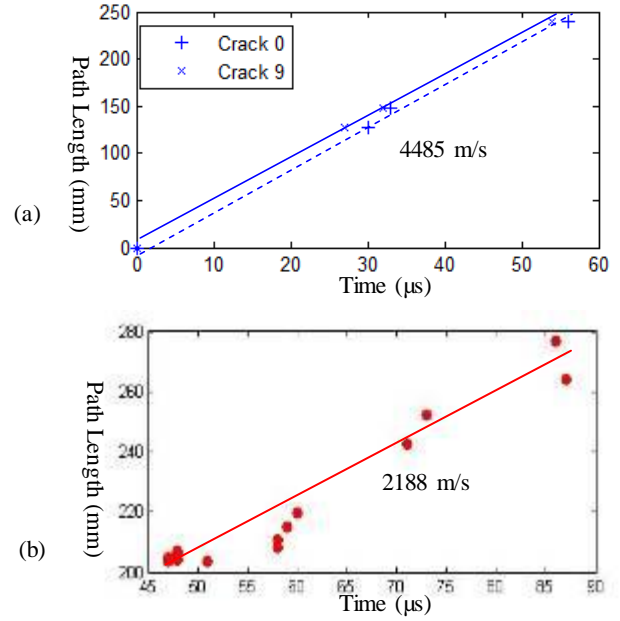 250
200
150
100
50
0
Path Length (mm)
Crack 0
Crack 9
4485 m/s
(a)
0 10 20 30 40 50 60
Time (μs)
280
260
240
220
200
Path Length (mm)
2188 m/s
(b)
45 50 55 60 65 70 75 80 85 90
Time (μs)